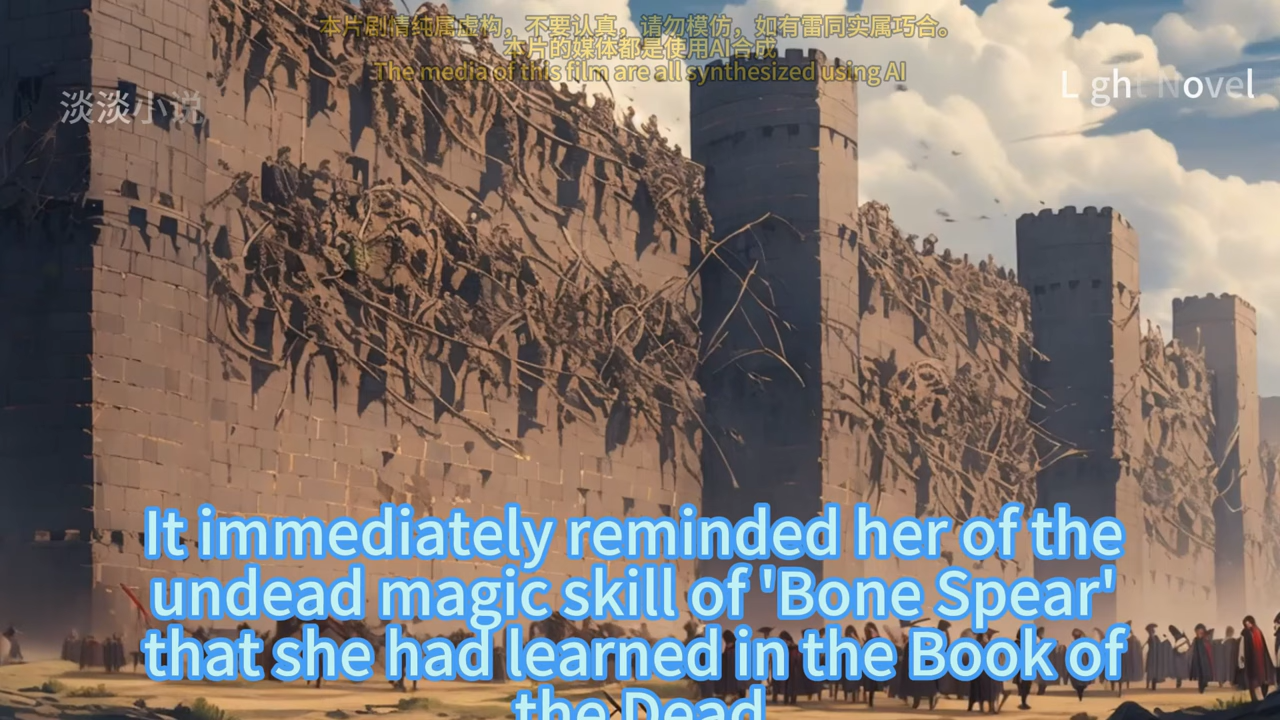 本片剧情纯属虚构，不要认真，请勿模仿，如有雷同实属巧合。
本片的媒体都是使用AI合成
The media of this film are all synthesized using AI
淡淡小说
Light Novel
It immediately reminded her of the
undead magic skill of 'Bone Spear'
that she had learned in the Book of
the Dead